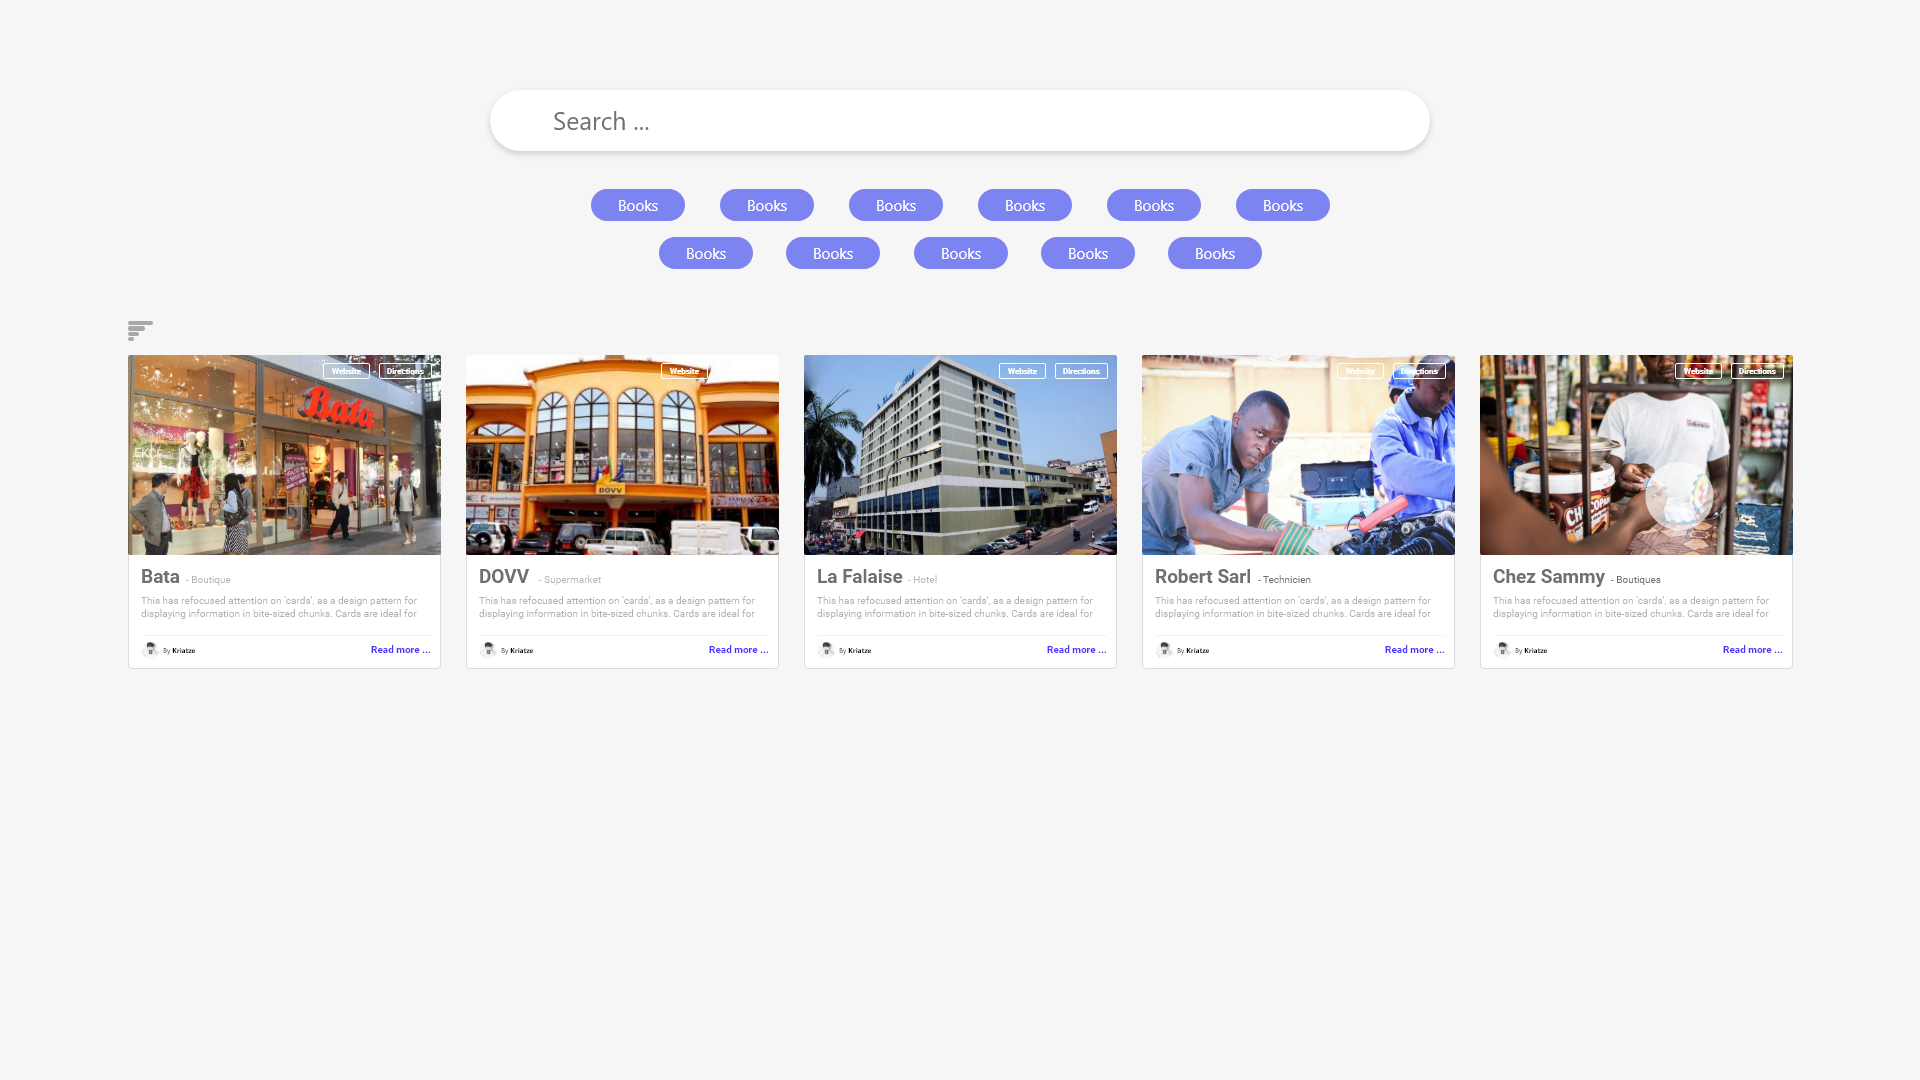 Search ...
Books Books Books Books Books Books
Books Books Books Books Books
Website Directions
Bata
Website
DOVV
Website Directions
Website Directions
Website Directions
Bata - Boutique
This has refocused attention on 'cards', as a design pattern for
displaying information in bite-sized chunks. Cards are ideal for
By Kriatze Read more ...
DOVV - Supermarket
This has refocused attention on 'cards', as a design pattern for
displaying information in bite-sized chunks. Cards are ideal for
By Kriatze Read more ...
La Falaise - Hotel
This has refocused attention on 'cards', as a design pattern for
displaying information in bite-sized chunks. Cards are ideal for
By Kriatze Read more ...
Robert Sarl - Technicien
This has refocused attention on 'cards', as a design pattern for
displaying information in bite-sized chunks. Cards are ideal for
By Kriatze Read more ...
Chez Sammy - Boutiques
This has refocused attention on 'cards', as a design pattern for
displaying information in bite-sized chunks. Cards are ideal for
By Kriatze Read more ...